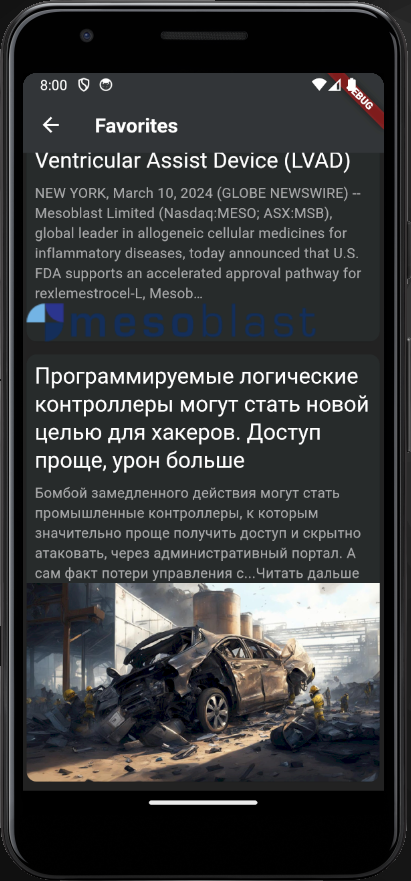 8:00
DEBUG
Favorites
Ventricular Assist Device (LVAD)
NEW YORK, March 10, 2024 (GLOBE NEWSWIRE) --
Mesoblast Limited (Nasdaq:MESO; ASX:MSB),
global leader in allogeneic cellular medicines for
inflammatory diseases, today announced that U.S.
FDA supports an accelerated approval pathway for
rexlemestrocel-L, Mesob...
mesoblast
Программируемые логические
контроллеры могут стать новой
целью для хакеров. Доступ
проще, урон больше
Бомбой замедленного действия могут стать
промышленные контроллеры, к которым
значительно проще получить доступ и скрытно
атаковать, через административный портал. А
сам факт потери управления с...Читать дальше